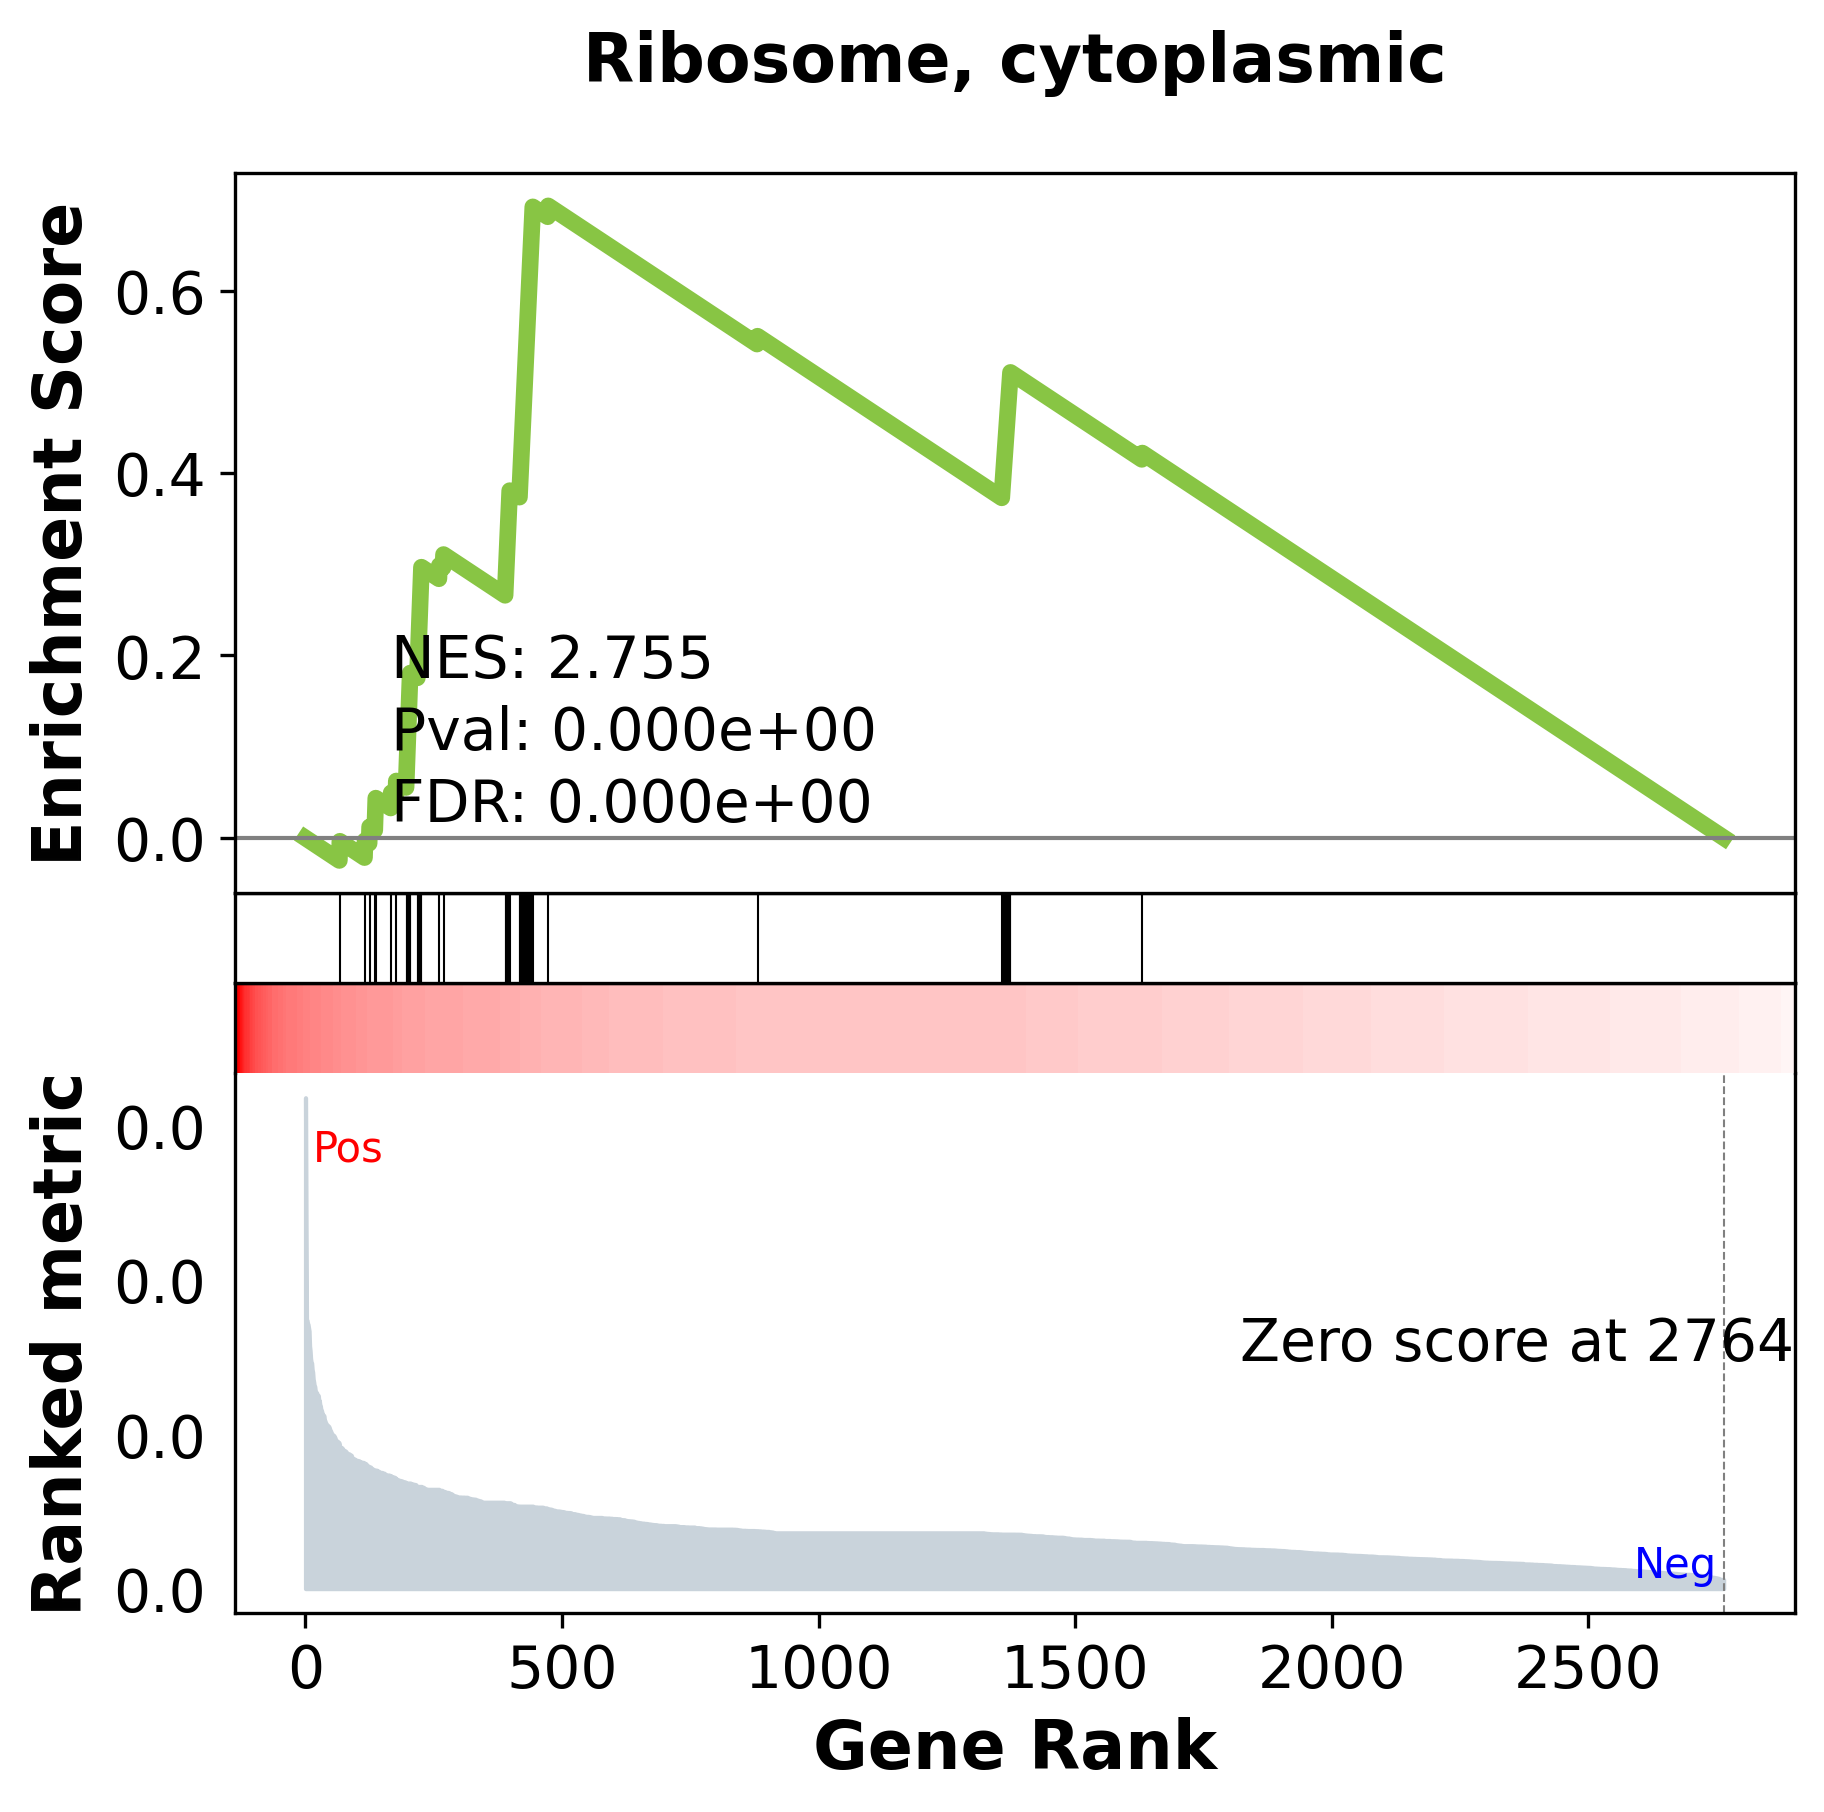 Ribosome, cytoplasmic
Enrichment Score
0.6
0.4
0.2
0.0
NES: 2.755
Pval: 0.000e+00
FDR: 0.000e+00
Ranked metric
0.0
0.0
0.0
0.0
Pos
Zero score at 2764
Neg
0 500 1000 1500 2000 2500
Gene Rank